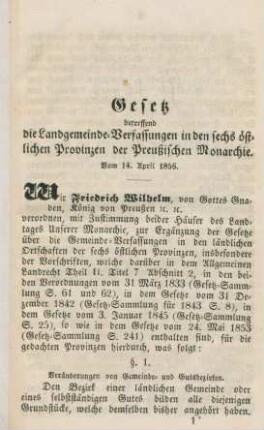 Gesetz
betreffend
die Landgemeinde-Verfassungen in den sechs öst-
lichen Provinzen der Preußischen Monarchie.
Vom 14. April 1856.
Wir Friedrich Wilhelm, von Gottes Gna-
den, König von Preußen ꝛc. ꝛc.
verordnen, mit Zustimmung beider Häuser des Land-
tages Unserer Monarchie, zur Ergänzung der Gesetze
über die Gemeinde-Verfassungen in den ländlichen
Ortschaften der sechs östlichen Provinzen, insbesondere
der Vorschriften, welche darüber in dem Allgemeinen
Landrecht Theil II. Titel 7 Abschnitt 2, in den bei-
den Verordnungen vom 31 März 1833 (Gesetz-Samm-
lung S. 61 und 62), in dem Gesetz vom 31 De-
zember 1842 (Gesetz-Sammlung für 1843 S. 8), in
dem Gesetz vom 3. Januar 1845 (Gesetz-Sammlung
S. 25), so wie in dem Gesetze vom 24. Mai 1853
(Gesetz-Sammlung S. 241) enthalten sind, für die
gedachten Provinzen hierdurch, was folgt:
§. 1.
Veränderungen von Gemeinde- und Gutsbezirken.
Den Bezirk einer ländlichen Gemeinde oder
eines selbstständigen Gutes bilden alle diejenigen
Grundstücke, welche demselben bisher angehört haben.
1